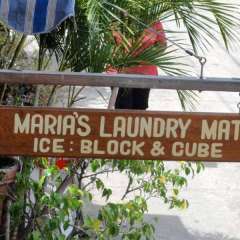 MARIA'S LAUNDRY MAT
ICE: BLOCK & CUBE